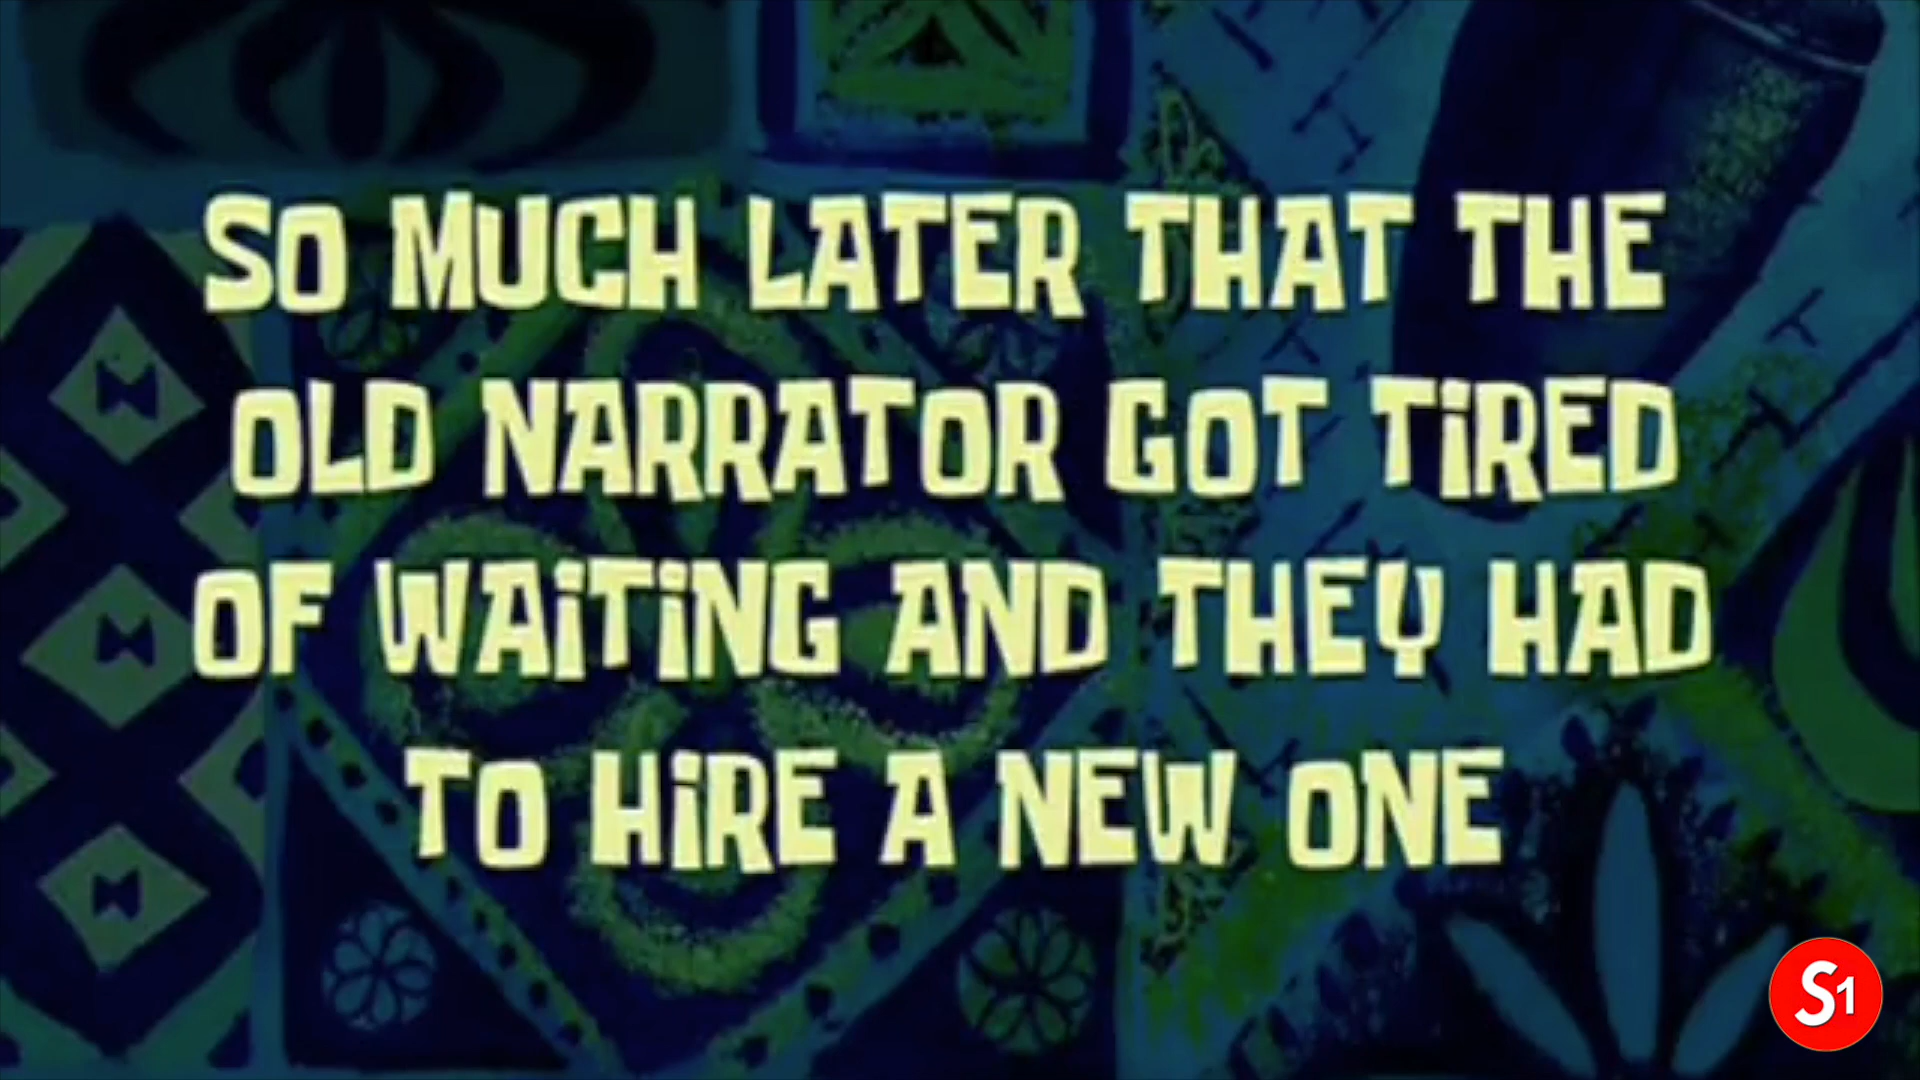 SO MUCH LATER THAT THE
OLD NARRATOR GOT TiRED
OF WAiTiNG AND THEY HAD
TO HiRE A NEW ONE
S1